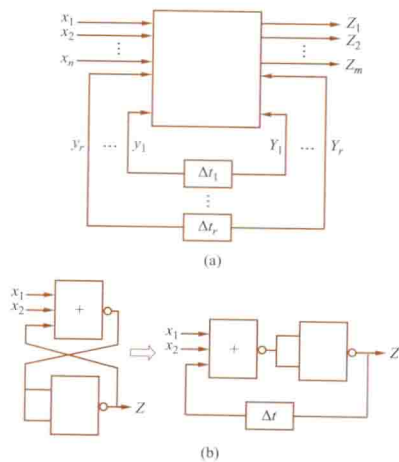 x₁ Z₁
x₂ Z₂
⋮ ⋮
xₙ Zₘ
yᵣ ... y₁ Y₁ ... Yᵣ
Δt₁
⋮
Δtᵣ
(a)
x₁
x₂
+
Z
x₁
x₂
+
Z
Δt
(b)